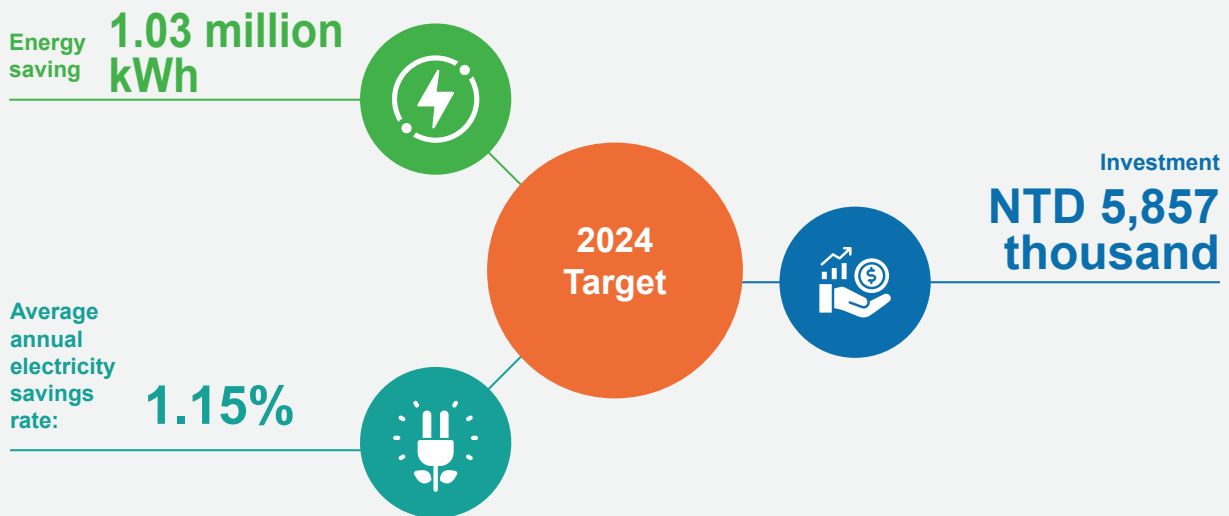 Energy
saving
1.03 million
kWh
2024
Target
Investment
NTD 5,857
thousand
Average
annual
electricity
savings
rate:
1.15%